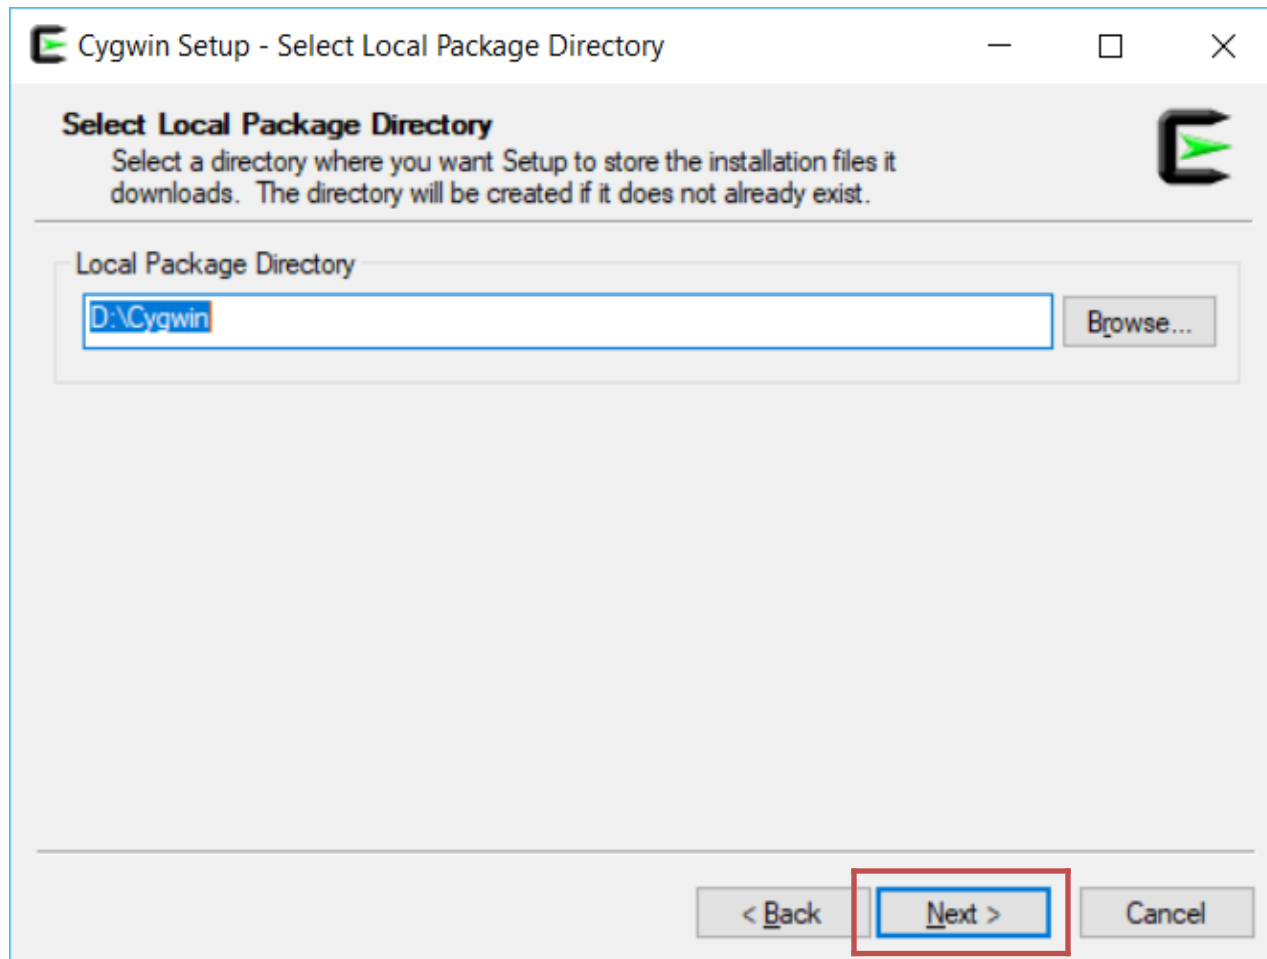 Cygwin Setup - Select Local Package Directory
Select Local Package Directory
Select a directory where you want Setup to store the installation files it
downloads.  The directory will be created if it does not already exist.
Local Package Directory
D:\Cygwin
Browse...
< Back
Next >
Cancel